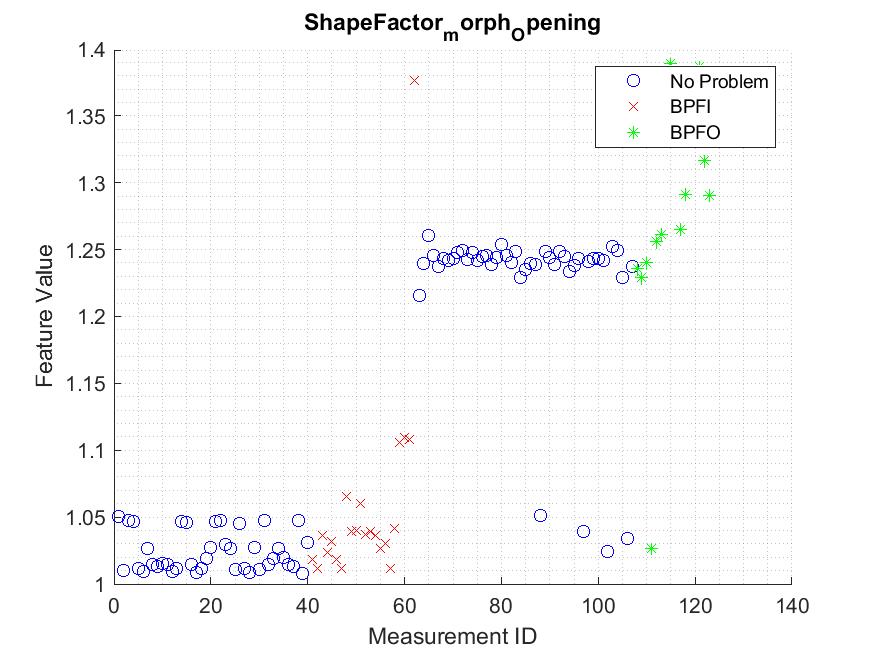 ShapeFactor_morph_Opening
1.4
1.35
1.3
1.25
1.2
1.15
1.1
1.05
1
Feature Value
0 20 40 60 80 100 120 140
Measurement ID
No Problem
BPFI
BPFO